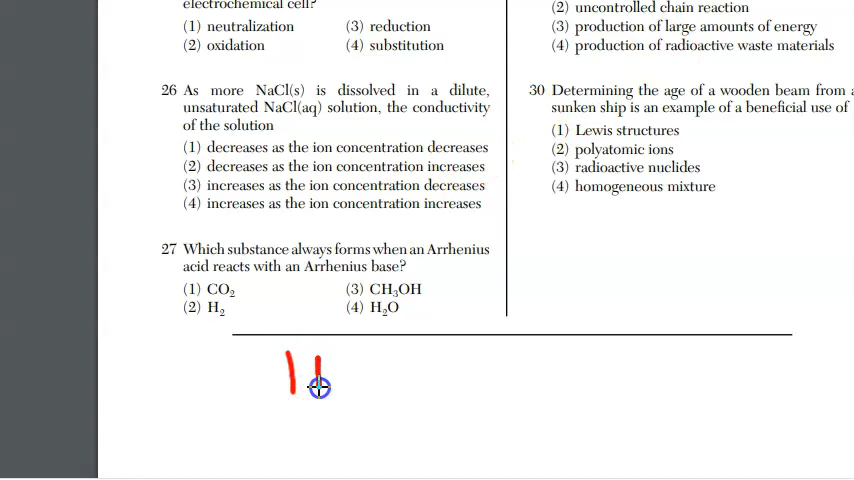 electrochemical cell?
(1) neutralization (3) reduction
(2) oxidation (4) substitution
26 As more NaCl(s) is dissolved in a dilute,
unsaturated NaCl(aq) solution, the conductivity
of the solution
(1) decreases as the ion concentration decreases
(2) decreases as the ion concentration increases
(3) increases as the ion concentration decreases
(4) increases as the ion concentration increases
27 Which substance always forms when an Arrhenius
acid reacts with an Arrhenius base?
(1) CO₂ (3) CH₃OH
(2) H₂ (4) H₂O
(2) uncontrolled chain reaction
(3) production of large amounts of energy
(4) production of radioactive waste materials
30 Determining the age of a wooden beam from a
sunken ship is an example of a beneficial use of
(1) Lewis structures
(2) polyatomic ions
(3) radioactive nuclides
(4) homogeneous mixture